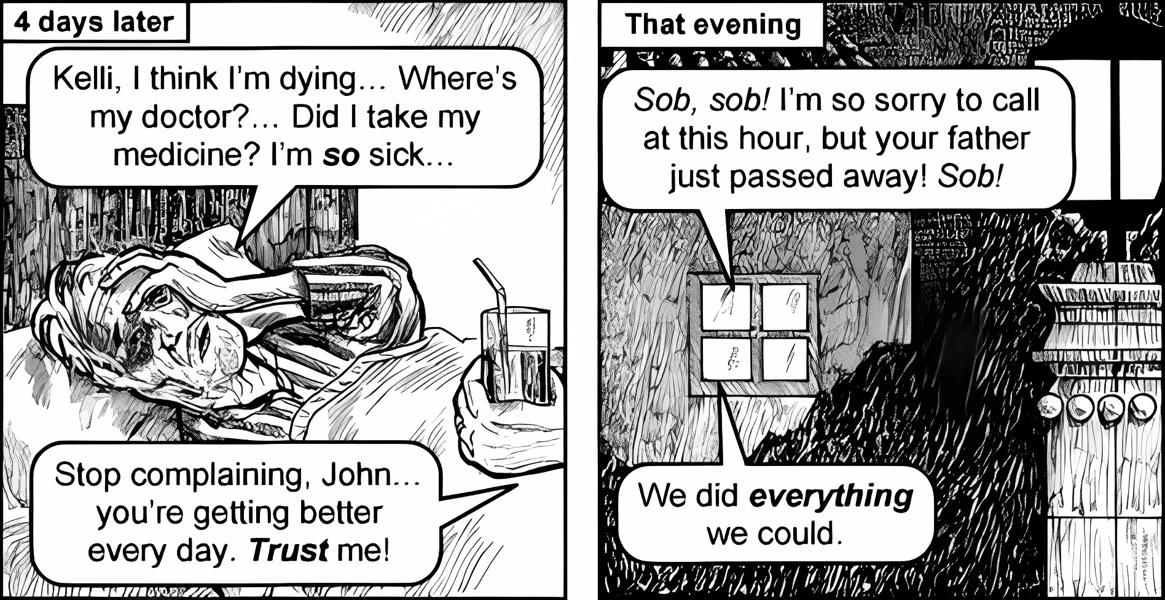 4 days later
Kelli, I think I'm dying... Where's
my doctor?... Did I take my
medicine? I'm so sick...
Stop complaining, John...
you're getting better
every day. Trust me!
That evening
Sob, sob! I'm so sorry to call
at this hour, but your father
just passed away! Sob!
We did everything
we could.